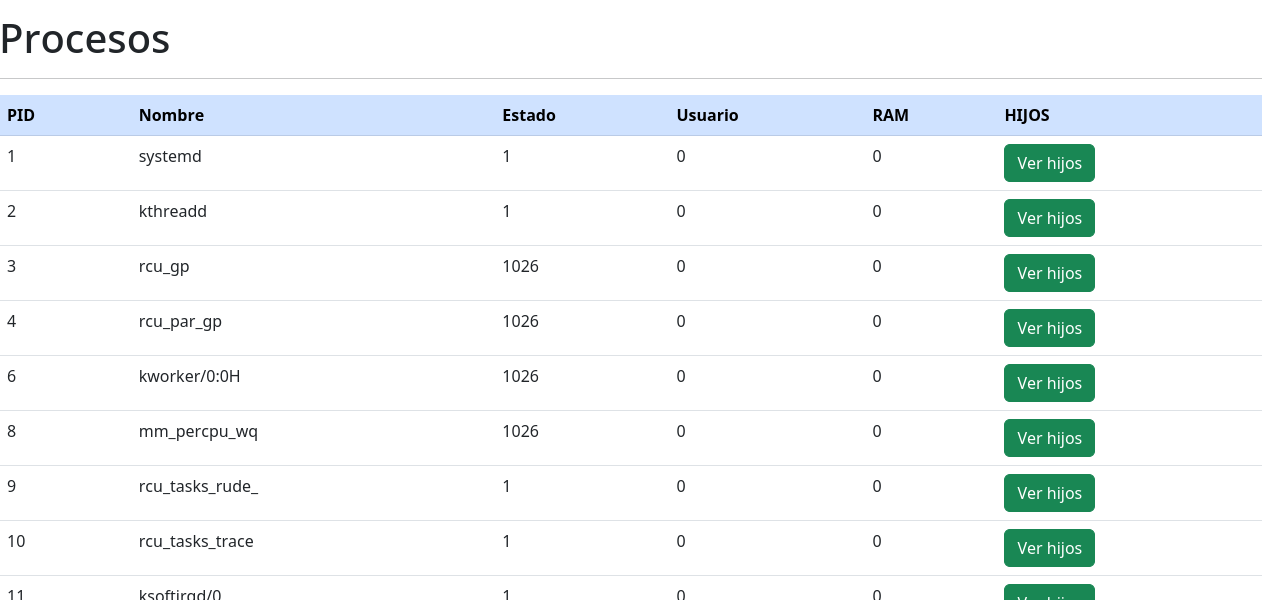 Procesos
PID Nombre Estado Usuario RAM HIJOS
1 systemd 1 0 0 Ver hijos
2 kthreadd 1 0 0 Ver hijos
3 rcu_gp 1026 0 0 Ver hijos
4 rcu_par_gp 1026 0 0 Ver hijos
6 kworker/0:0H 1026 0 0 Ver hijos
8 mm_percpu_wq 1026 0 0 Ver hijos
9 rcu_tasks_rude_ 1 0 0 Ver hijos
10 rcu_tasks_trace 1 0 0 Ver hijos
11 ksoftirqd/0 1 0 0 Ver hijos